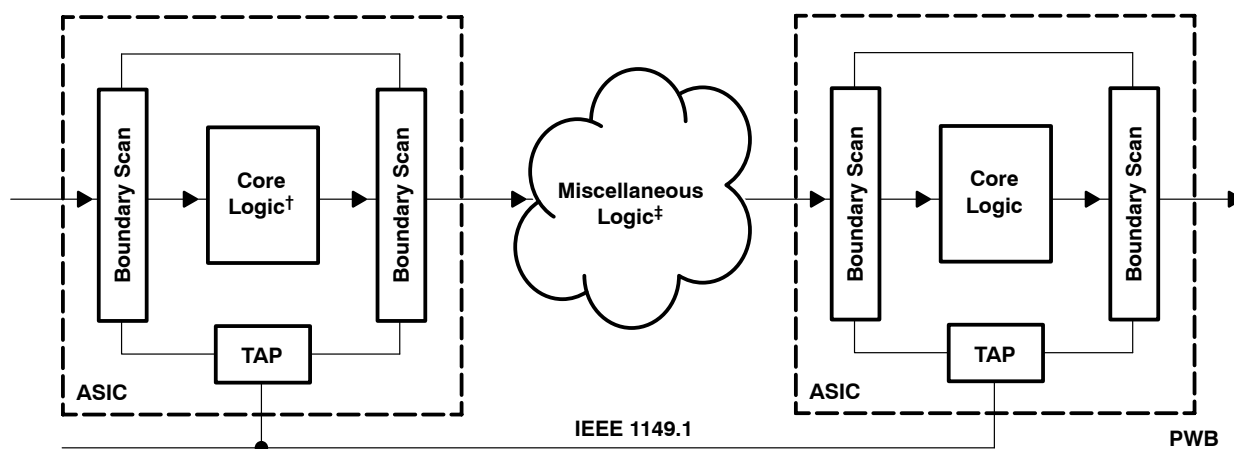 Boundary Scan
Core
Logic†
Boundary Scan
TAP
ASIC
Miscellaneous
Logic‡
Boundary Scan
Core
Logic
Boundary Scan
TAP
ASIC
IEEE 1149.1
PWB